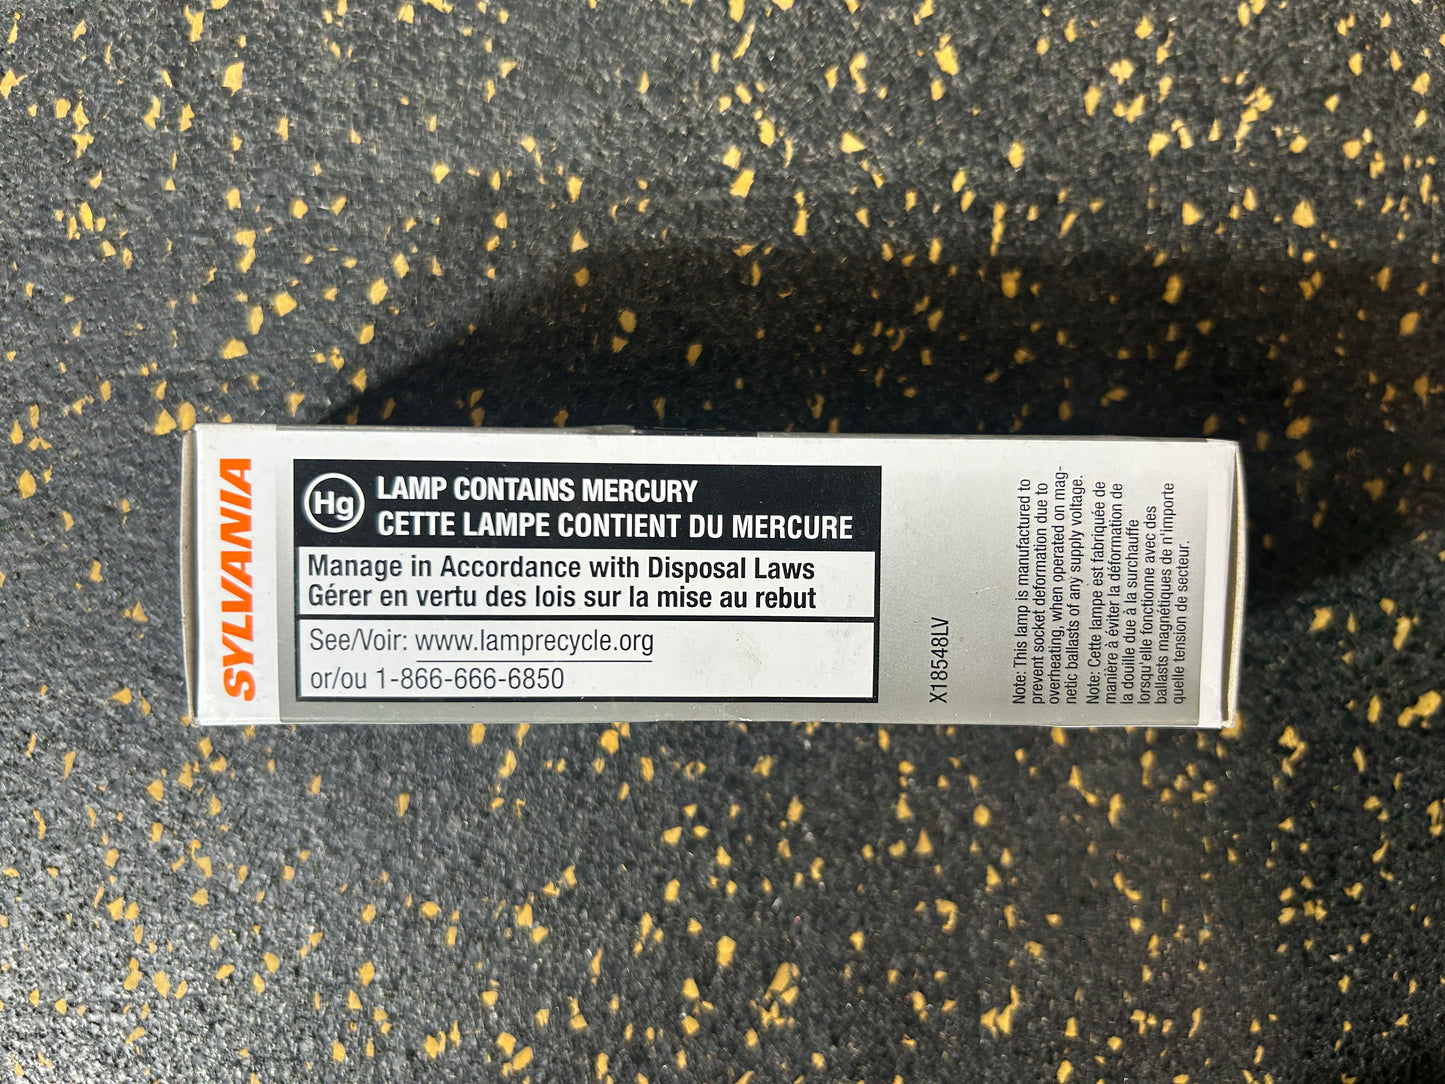 SYLVANIA
Hg
LAMP CONTAINS MERCURY
CETTE LAMPE CONTIENT DU MERCURE
Manage in Accordance with Disposal Laws
Gérer en vertu des lois sur la mise au rebut
See/Voir: www.lamprecycle.org
or/ou 1-866-666-6850
X18548LV
Note: This lamp is manufactured to
prevent socket deformation due to
overheating, when operated on mag-
netic ballasts of any supply voltage.
Note: Cette lampe est fabriquée de
manière à éviter la déformation de
la douille due à la surchauffe
lorsqu'elle fonctionne avec des
ballasts magnétiques de n'importe
quelle tension de secteur.